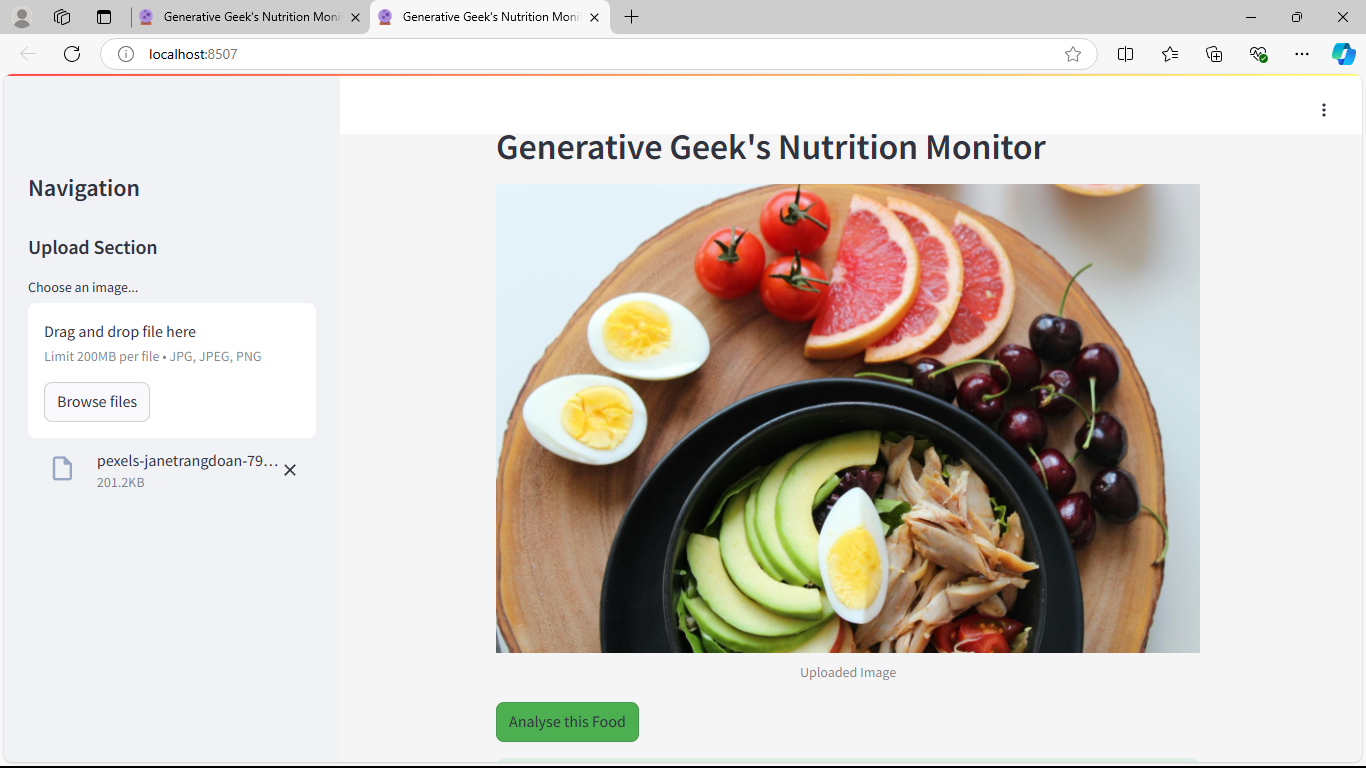 Generative Geek's Nutrition Moni
Generative Geek's Nutrition Moni
localhost:8507
Navigation
Upload Section
Choose an image...
Drag and drop file here
Limit 200MB per file • JPG, JPEG, PNG
Browse files
pexels-janetrangdoan-79...
201.2KB
Generative Geek's Nutrition Monitor
Uploaded Image
Analyse this Food